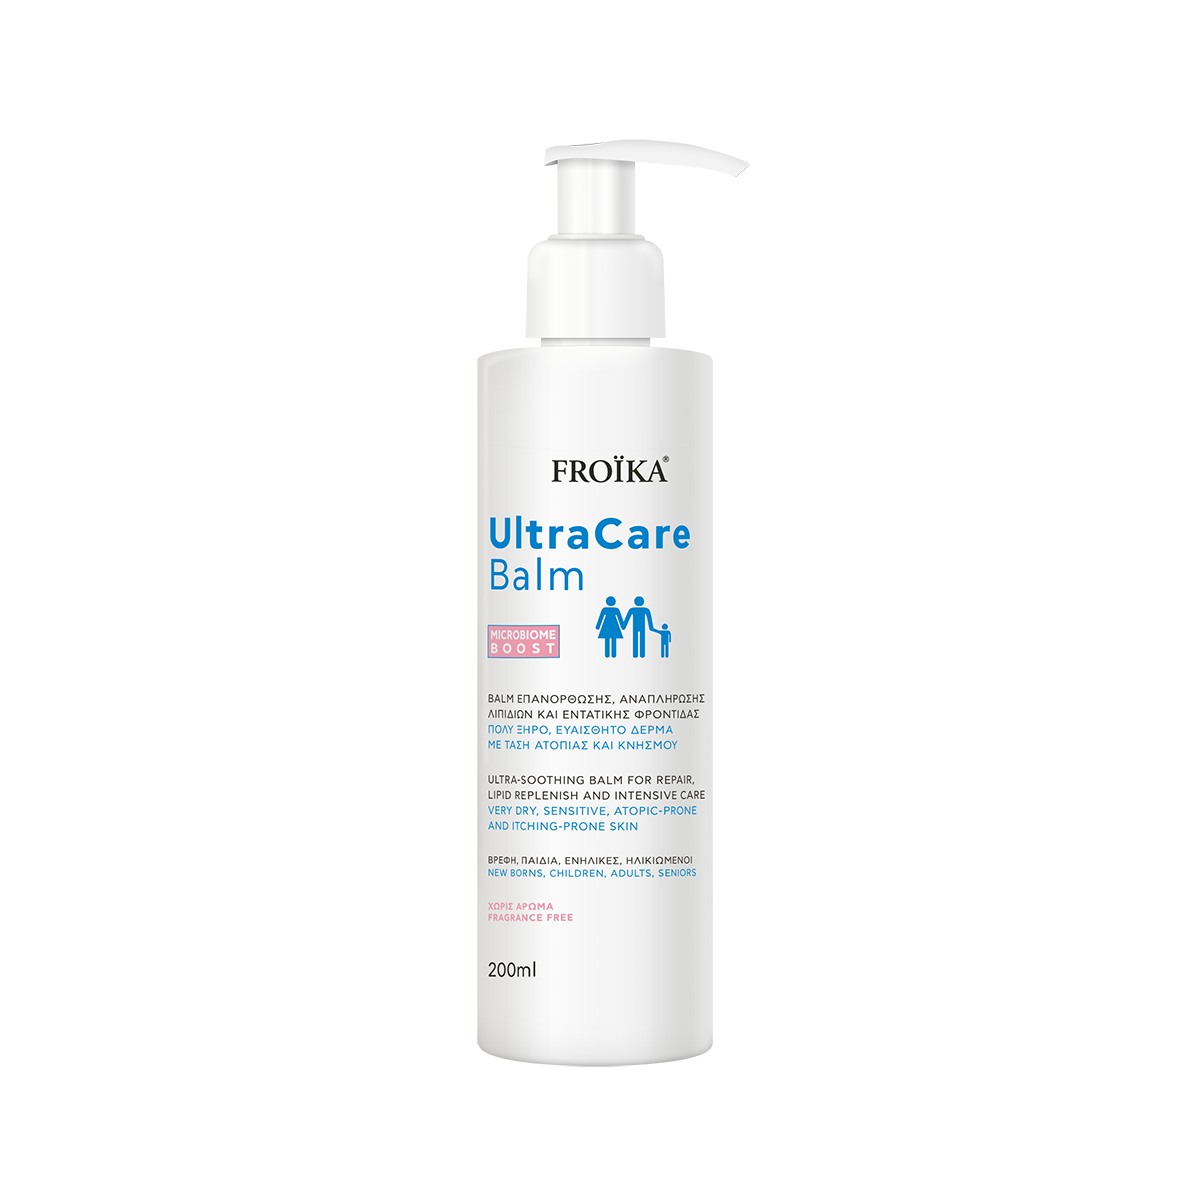 FROÏKA®
UltraCare
Balm
MICROBIOME
BOOST
BALM ΕΠΑΝΟΡΘΩΣΗΣ, ΑΝΑΠΛΗΡΩΣΗΣ
ΛΙΠΙΔΙΩΝ ΚΑΙ ΕΝΤΑΤΙΚΗΣ ΦΡΟΝΤΙΔΑΣ
ΠΟΛΥ ΞΗΡΟ, ΕΥΑΙΣΘΗΤΟ ΔΕΡΜΑ
ΜΕ ΤΑΣΗ ΑΤΟΠΙΑΣ ΚΑΙ ΚΝΗΣΜΟΥ
ULTRA-SOOTHING BALM FOR REPAIR,
LIPID REPLENISH AND INTENSIVE CARE
VERY DRY, SENSITIVE, ATOPIC-PRONE
AND ITCHING-PRONE SKIN
ΒΡΕΦΗ, ΠΑΙΔΙΑ, ΕΝΗΛΙΚΕΣ, ΗΛΙΚΙΩΜΕΝΟΙ
NEW BORNS, CHILDREN, ADULTS, SENIORS
ΧΩΡΙΣ ΑΡΩΜΑ
FRAGRANCE FREE
200ml